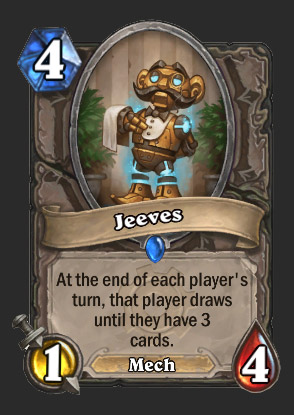 4
Jeeves
At the end of each player's
turn, that player draws
until they have 3
cards.
1
Mech
4